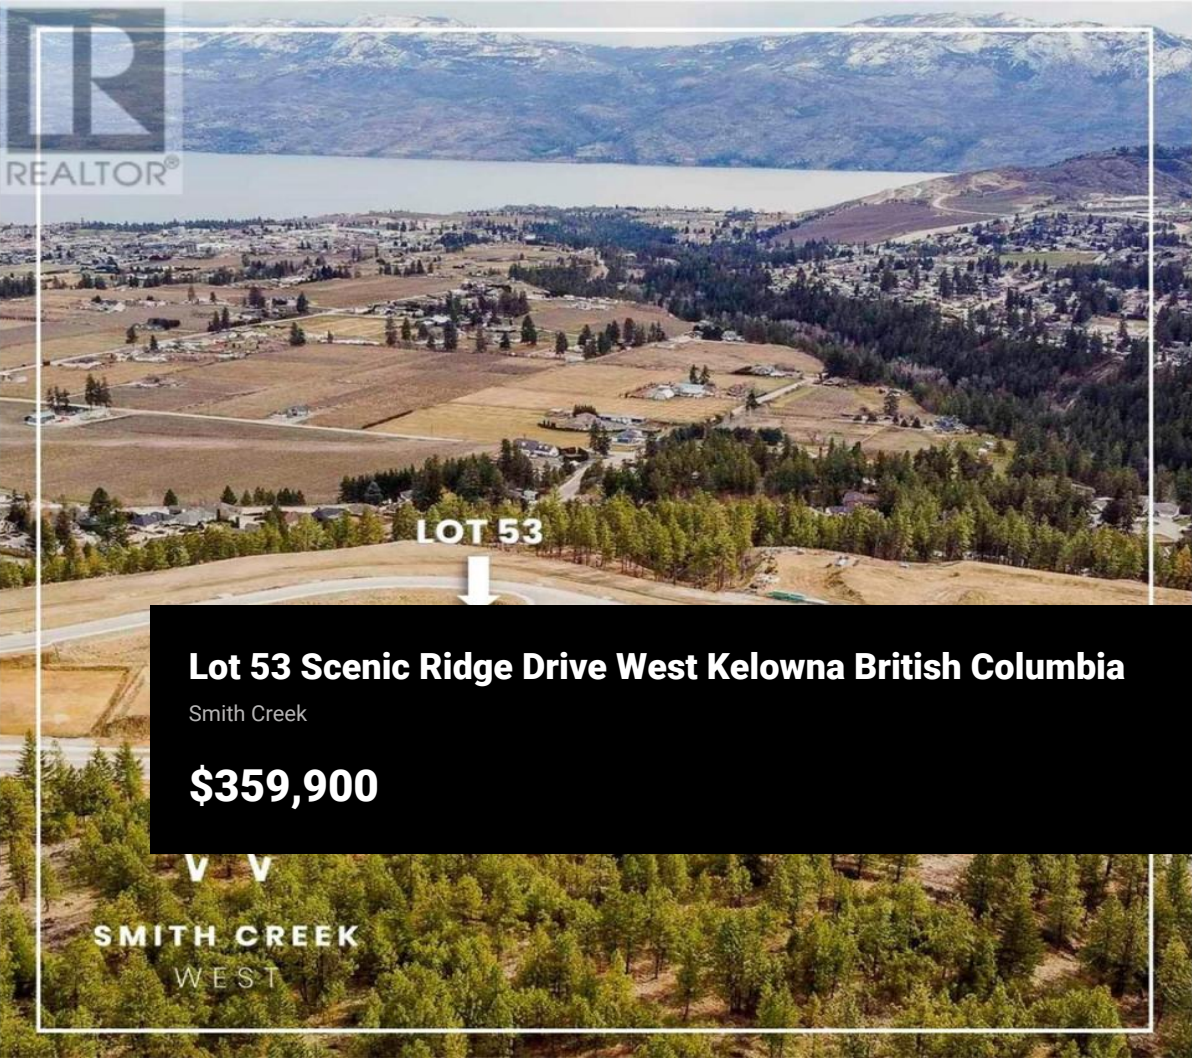 R
REALTOR®
LOT 53
Lot 53 Scenic Ridge Drive West Kelowna British Columbia
Smith Creek
$359,900
SMITH CREEK
WEST